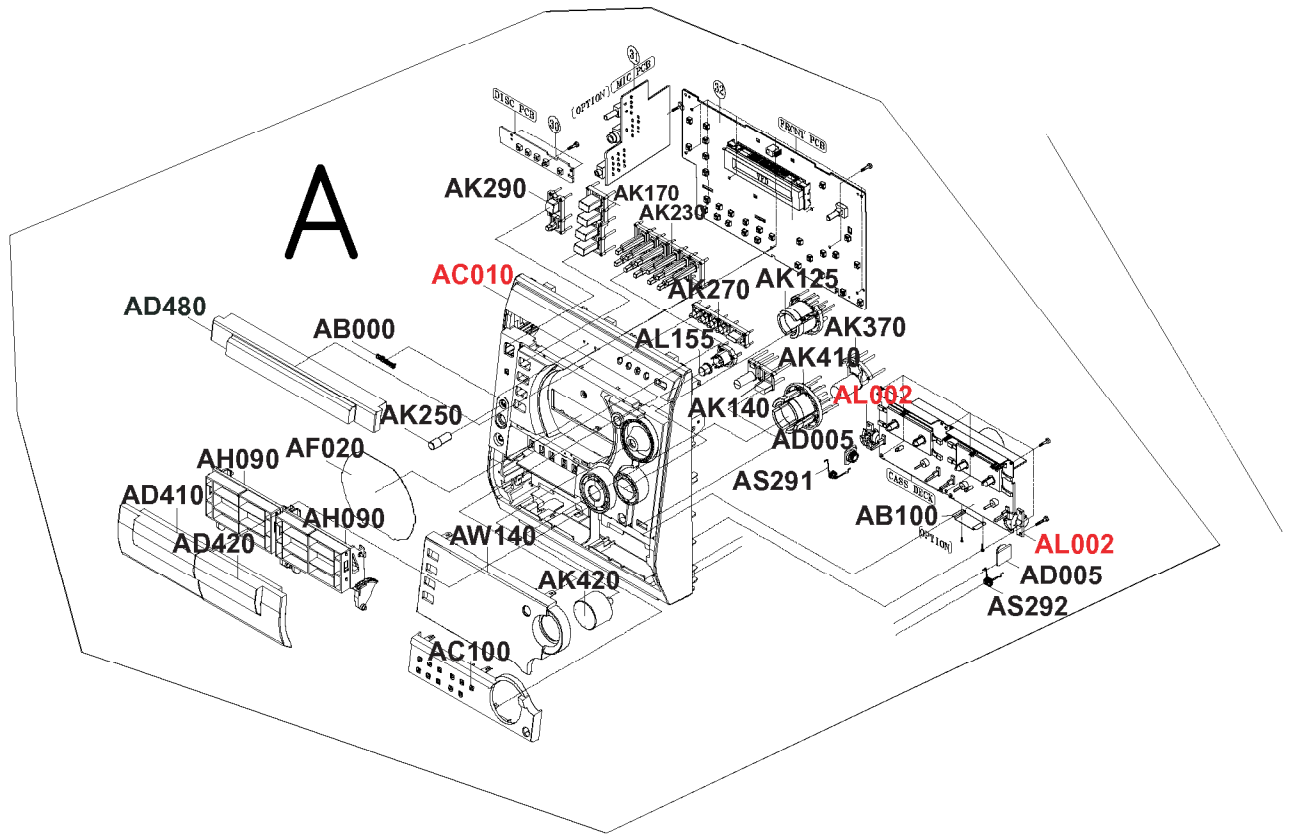 31
[OPTION] MIC PCB
DISC PCB
30
32
FRONT PCB
VFD
A
AK290
AK170
AK230
AC010
AK270
AK125
AD480
AB000
AK370
AL155
AK410
AL002
AK250
AK140
AF020
AD005
AH090
AS291
CASS DECK
AD410
AH090
AB100
AD420
AW140
[OPTION]
AL002
AD005
AK420
AS292
AC100